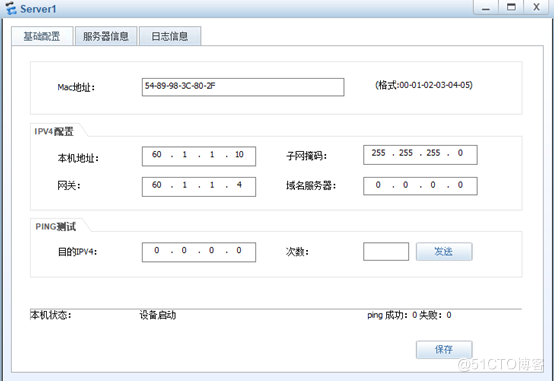 Server1
基础配置 服务器信息 日志信息
Mac地址: 54-89-98-3C-80-2F (格式:00-01-02-03-04-05)
IPV4配置
本机地址: 60 . 1 . 1 . 10 子网掩码: 255 . 255 . 255 . 0
网关: 60 . 1 . 1 . 4 域名服务器: 0 . 0 . 0 . 0
PING测试
目的IPV4: 0 . 0 . 0 . 0 次数: 发送
本机状态: 设备启动 ping 成功: 0 失败: 0
保存
@51CTO博客